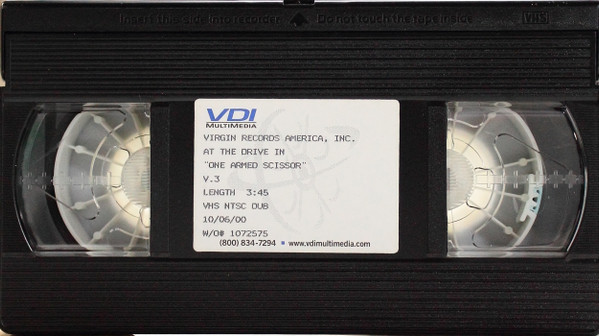 Insert this side into recorder ▲ Do not touch the tape inside VHS
VDI
MULTIMEDIA
VIRGIN RECORDS AMERICA, INC.
AT THE DRIVE IN
"ONE ARMED SCISSOR"
V.3
LENGTH 3:45
VHS NTSC DUB
10/06/00
W/O# 1072575
(800) 834-7294 ▪ www.vdimultimedia.com